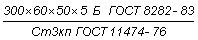 300×60×50×5 Б ГОСТ 8282-83
Ст3кп ГОСТ 11474-76